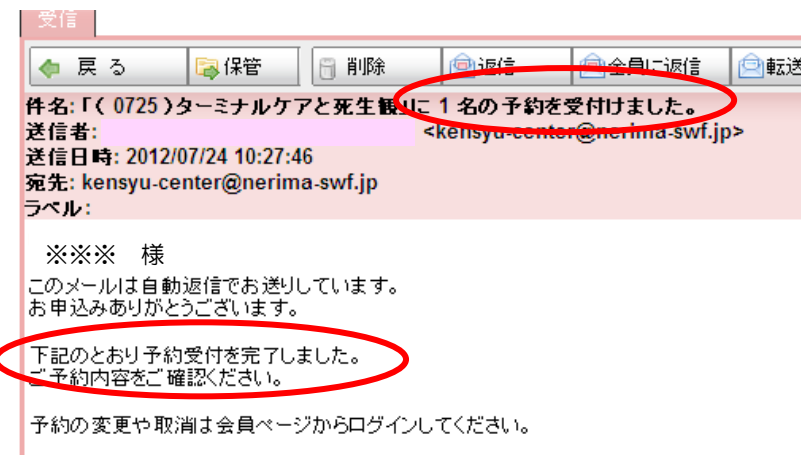 受信
戻る 保管 削除 返信 全員に返信 転送
件名:「( 0725 )ターミナルケアと死生観」に 1 名の予約を受付けました。
送信者: <kensyu-center@nerima-swf.jp>
送信日時: 2012/07/24 10:27:46
宛先: kensyu-center@nerima-swf.jp
ラベル:
※※※ 様
このメールは自動返信でお送りしています。
お申込みありがとうございます。
下記のとおり予約受付を完了しました。
ご予約内容をご確認ください。
予約の変更や取消は会員ページからログインしてください。